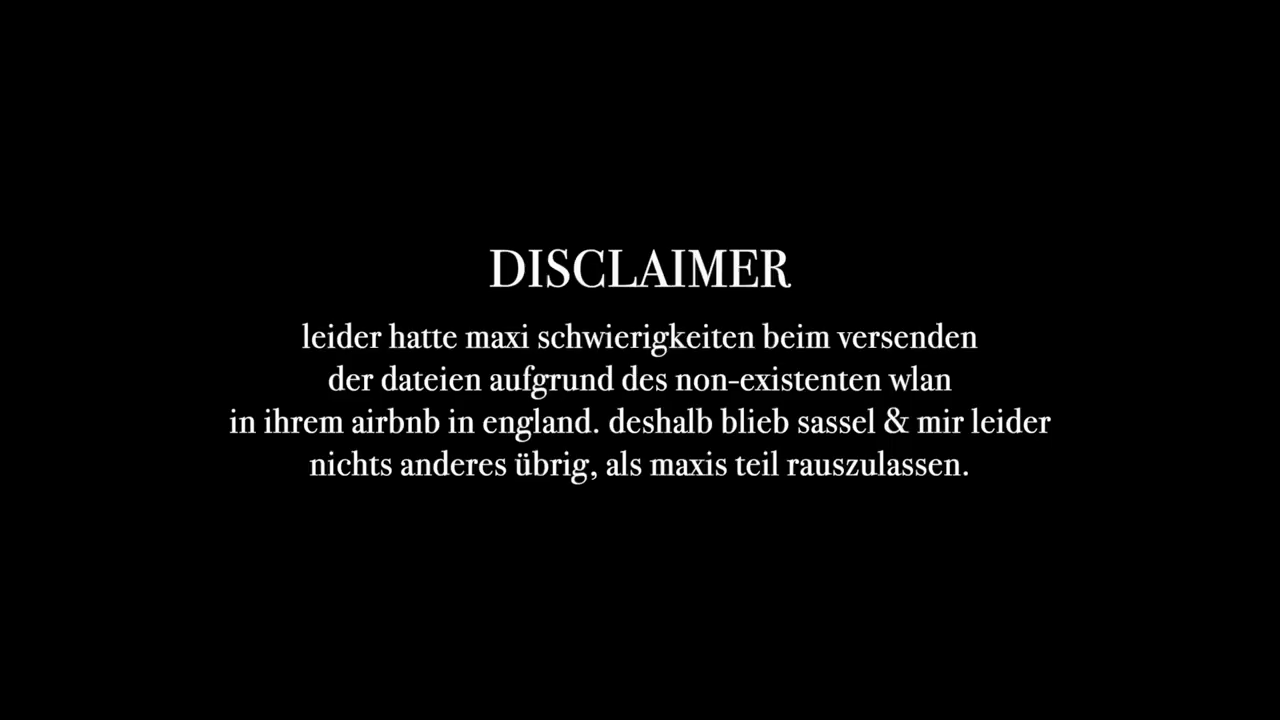 DISCLAIMER
leider hatte maxi schwierigkeiten beim versenden
der dateien aufgrund des non-existenten wlan
in ihrem airbnb in england. deshalb blieb sassel & mir leider
nichts anderes übrig, als maxis teil rauszulassen.